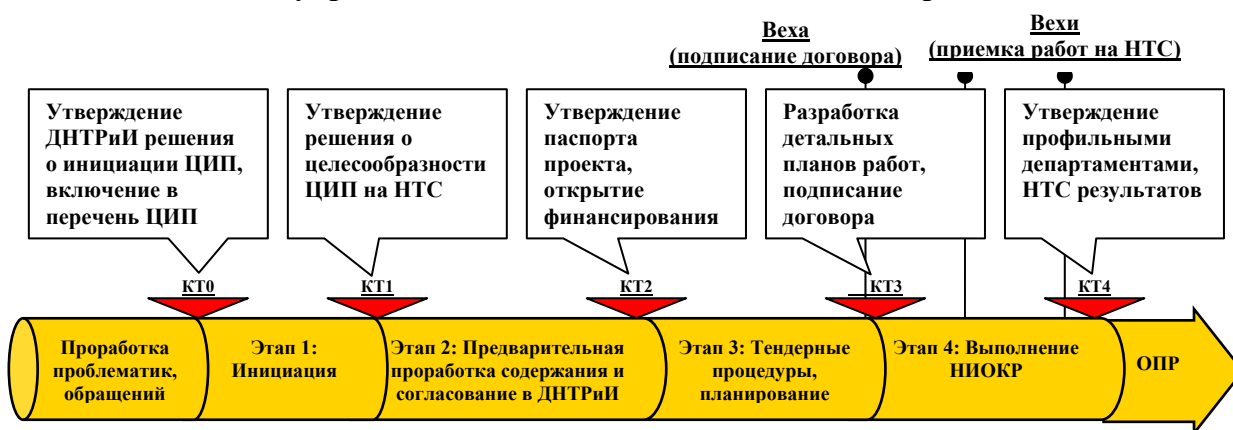 Веха
(подписание договора)
Вехи
(приемка работ на НТС)
Утверждение
ДНТРиИ решения
о инициации ЦИП,
включение в
перечень ЦИП
Утверждение
решения о
целесообразности
ЦИП на НТС
Утверждение
паспорта
проекта,
открытие
финансирования
Разработка
детальных
планов работ,
подписание
договора
Утверждение
профильными
департаментами,
НТС результатов
КТ0
КТ1
КТ2
КТ3
КТ4
Проработка
проблематик,
обращений
Этап 1:
Инициация
Этап 2: Предварительная
проработка содержания и
согласование в ДНТРиИ
Этап 3: Тендерные
процедуры,
планирование
Этап 4: Выполнение
НИОКР
ОПР